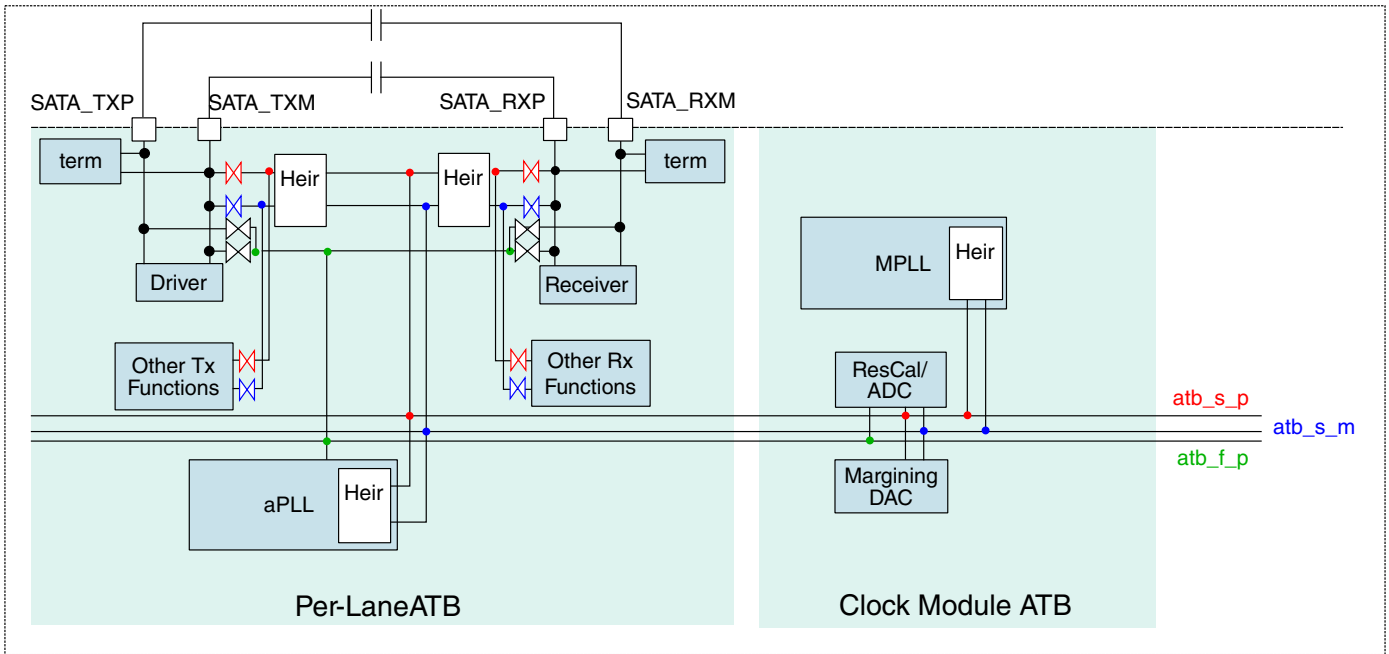 SATA_TXP
SATA_TXM
SATA_RXP
SATA_RXM
term
Heir
Heir
term
Driver
Receiver
MPLL
Heir
Other Tx
Functions
Other Rx
Functions
ResCal/
ADC
atb_s_p
atb_s_m
atb_f_p
aPLL
Heir
Margining
DAC
Per-LaneATB
Clock Module ATB